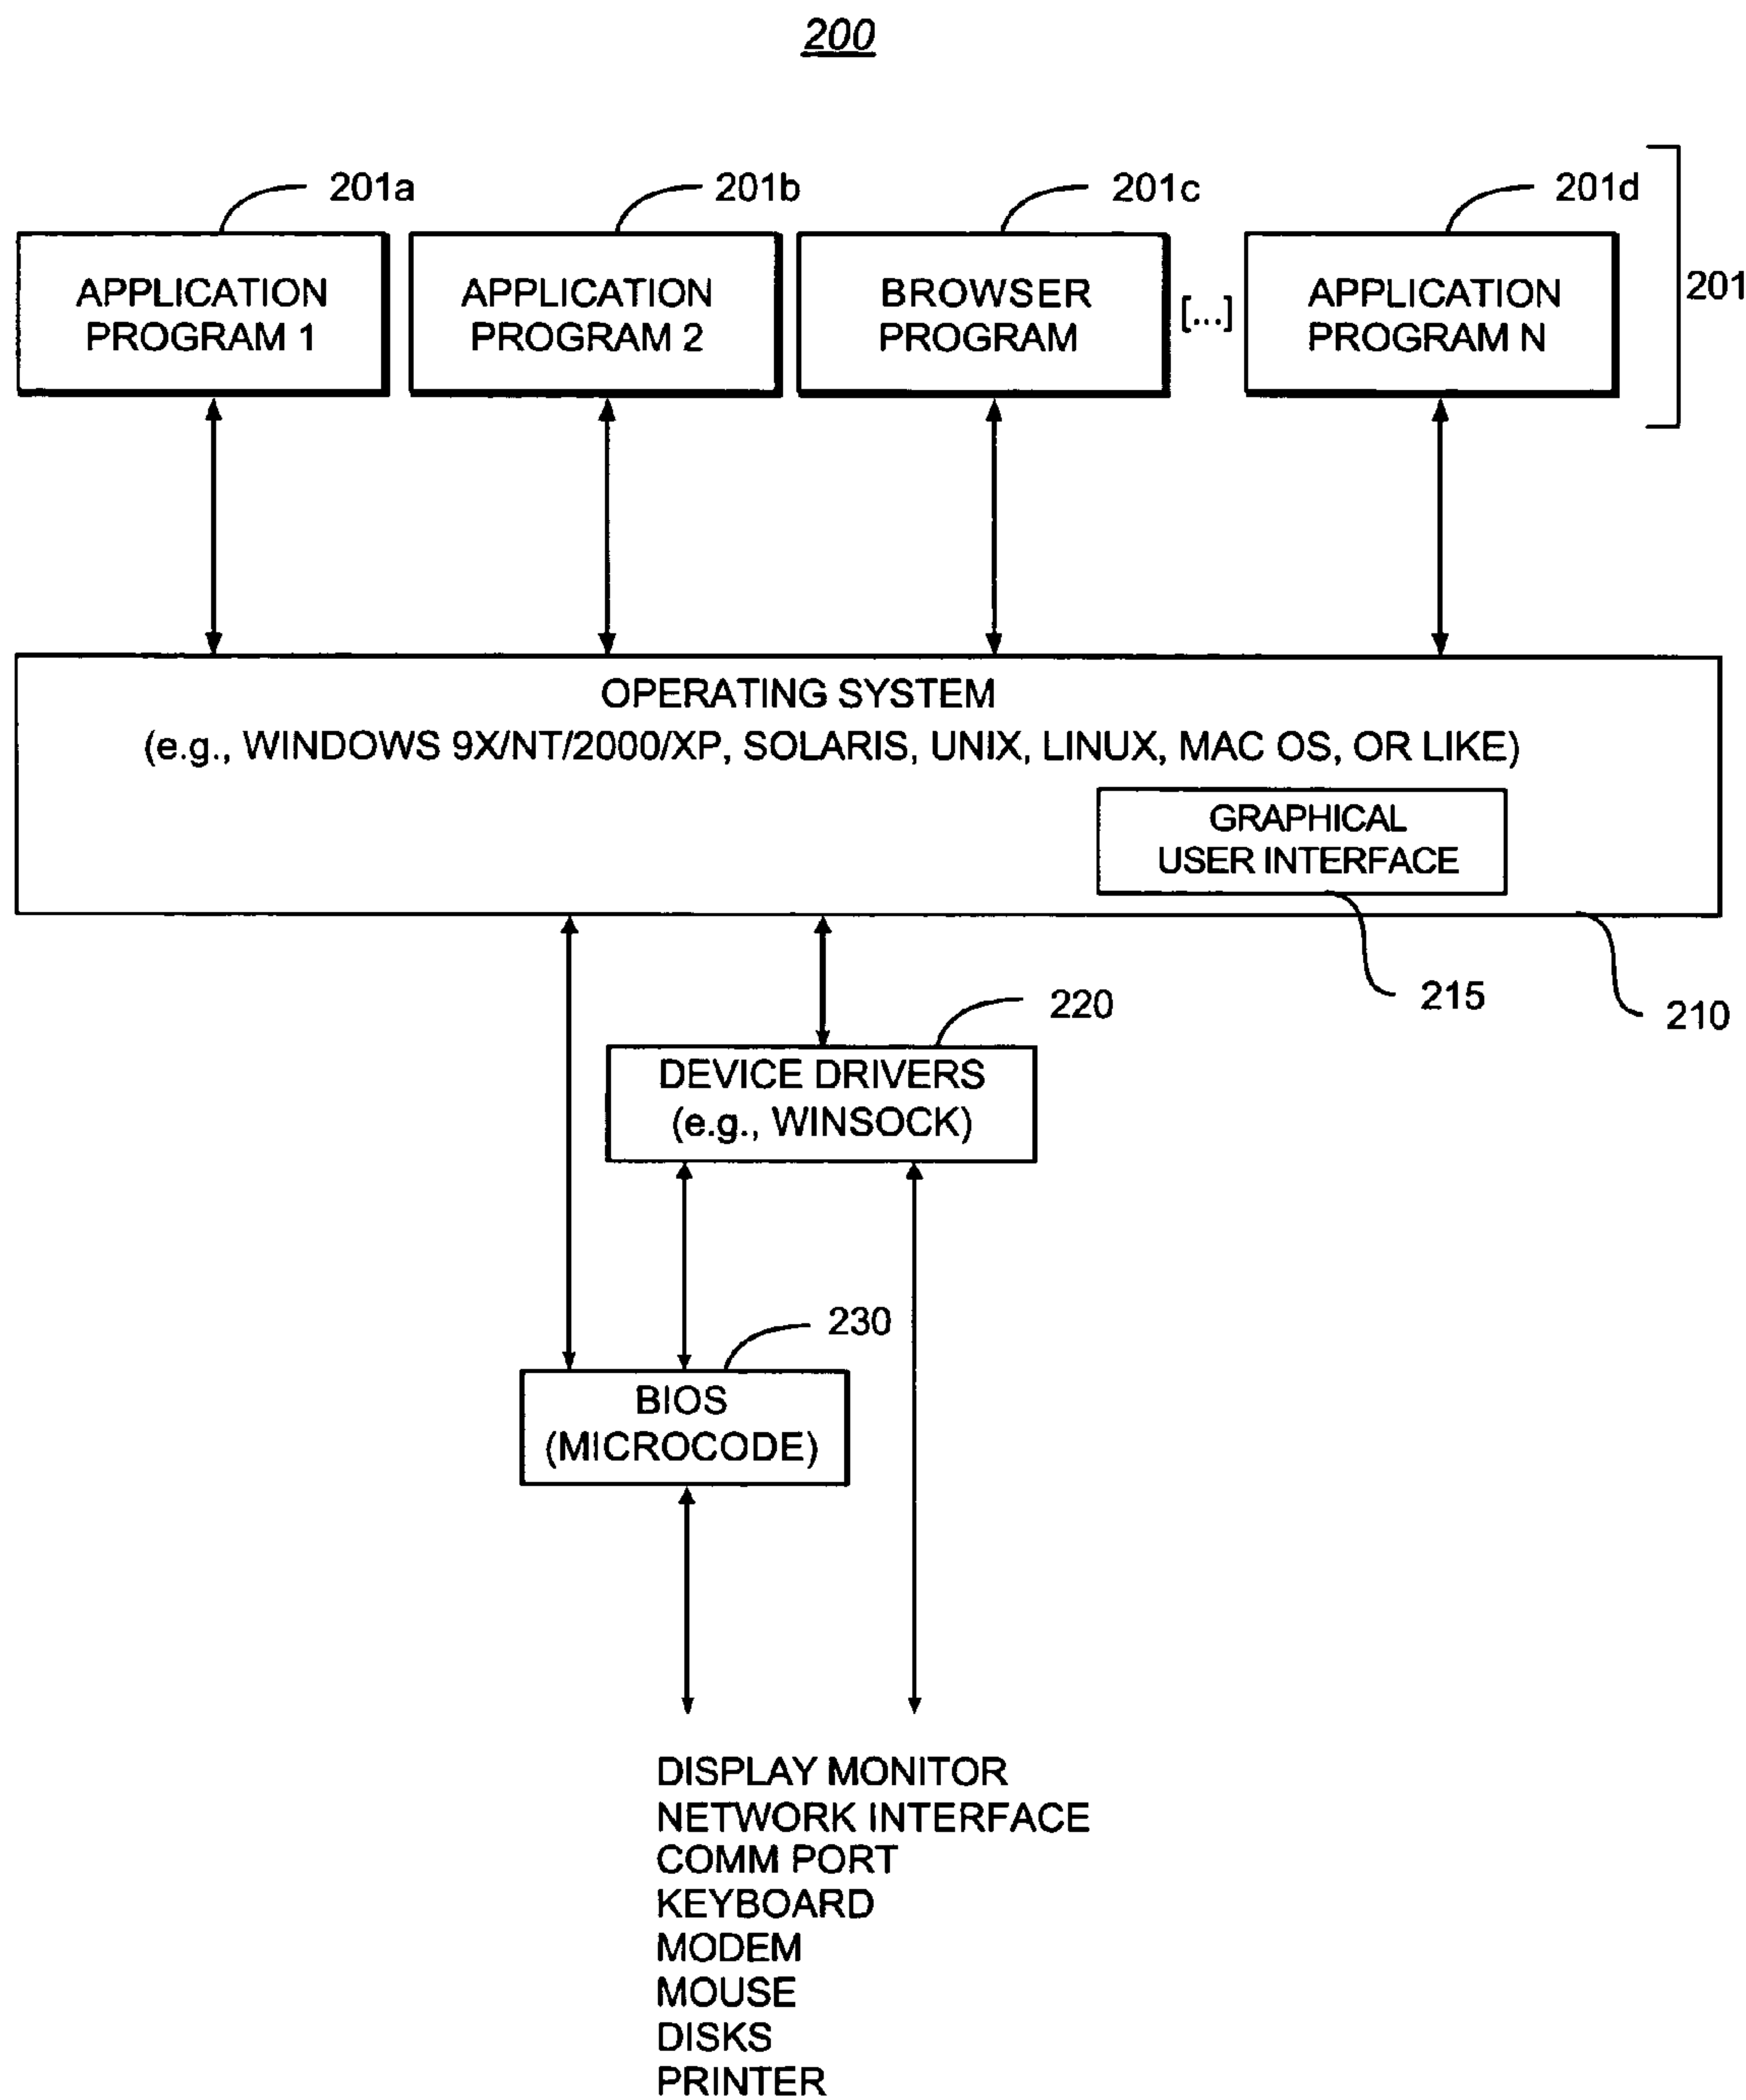 200
201a
201b
201c
201d
201
APPLICATION
PROGRAM 1
APPLICATION
PROGRAM 2
BROWSER
PROGRAM
[...]
APPLICATION
PROGRAM N
OPERATING SYSTEM
(e.g., WINDOWS 9X/NT/2000/XP, SOLARIS, UNIX, LINUX, MAC OS, OR LIKE)
GRAPHICAL
USER INTERFACE
215
210
220
DEVICE DRIVERS
(e.g., WINSOCK)
230
BIOS
(MICROCODE)
DISPLAY MONITOR
NETWORK INTERFACE
COMM PORT
KEYBOARD
MODEM
MOUSE
DISKS
PRINTER